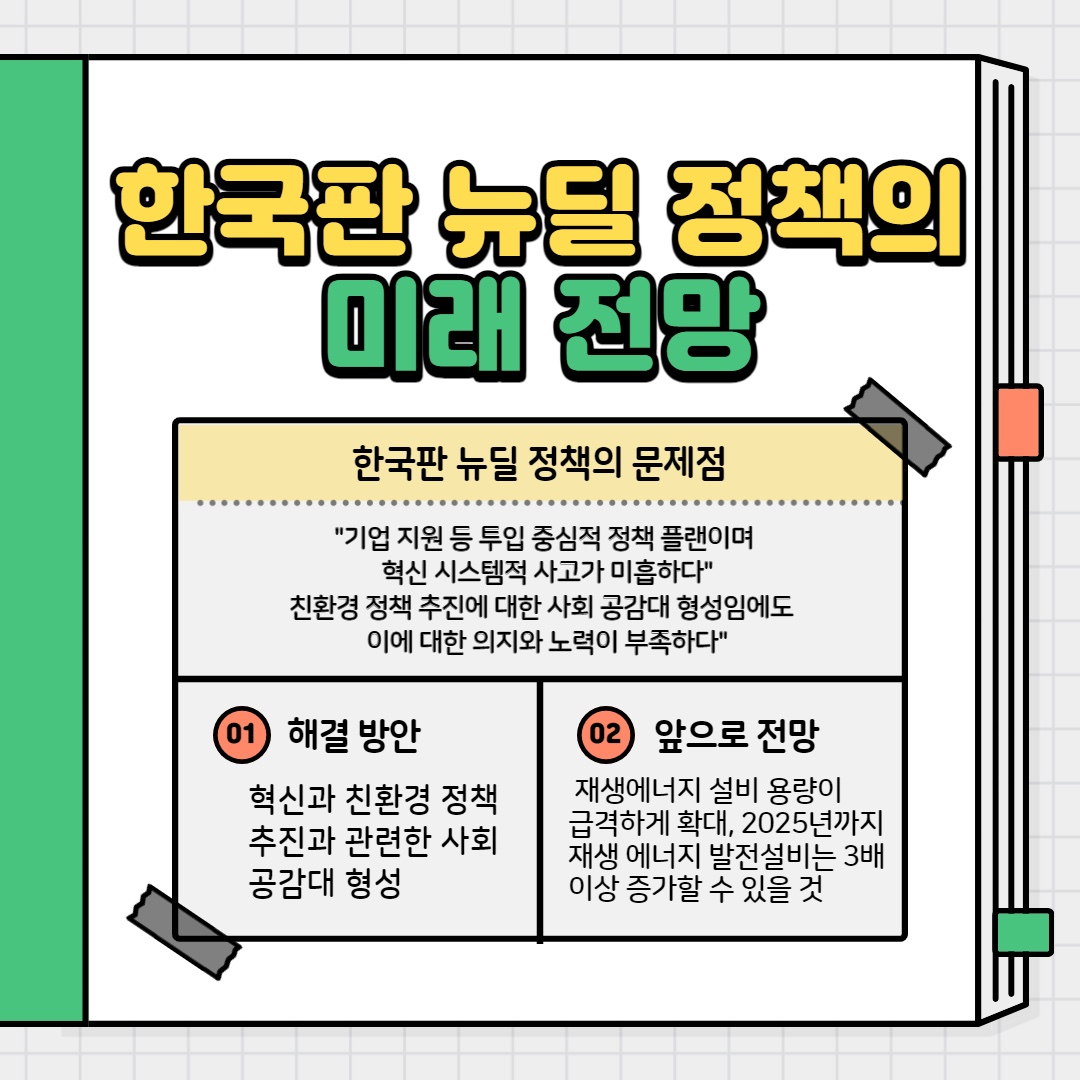 한국판 뉴딜 정책의
미래 전망
한국판 뉴딜 정책의 문제점
"기업 지원 등 투입 중심적 정책 플랜이며
혁신 시스템적 사고가 미흡하다"
친환경 정책 추진에 대한 사회 공감대 형성임에도
이에 대한 의지와 노력이 부족하다"
01 해결 방안
혁신과 친환경 정책
추진과 관련한 사회
공감대 형성
02 앞으로 전망
재생에너지 설비 용량이
급격하게 확대, 2025년까지
재생 에너지 발전설비는 3배
이상 증가할 수 있을 것